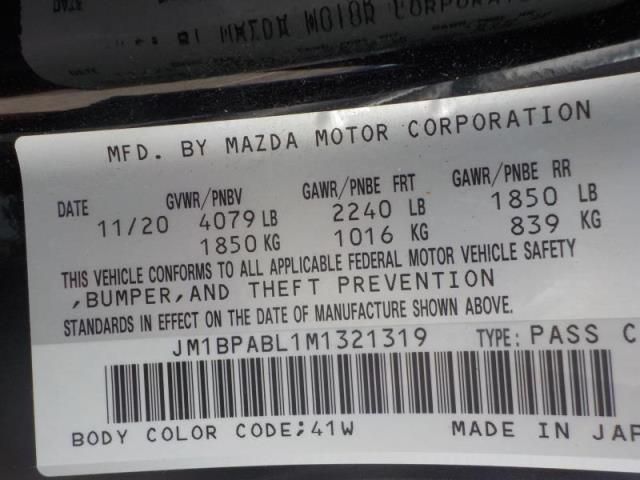 MFD. BY MAZDA MOTOR CORPORATION
DATE GVWR/PNBV GAWR/PNBE FRT GAWR/PNBE RR
11/20 4079 LB 2240 LB 1850 LB
1850 KG 1016 KG 839 KG
THIS VEHICLE CONFORMS TO ALL APPLICABLE FEDERAL MOTOR VEHICLE SAFETY
,BUMPER,AND THEFT PREVENTION
STANDARDS IN EFFECT ON THE DATE OF MANUFACTURE SHOWN ABOVE.
JM1BPABL1M1321319 TYPE: PASS C
BODY COLOR CODE;41W MADE IN JAP